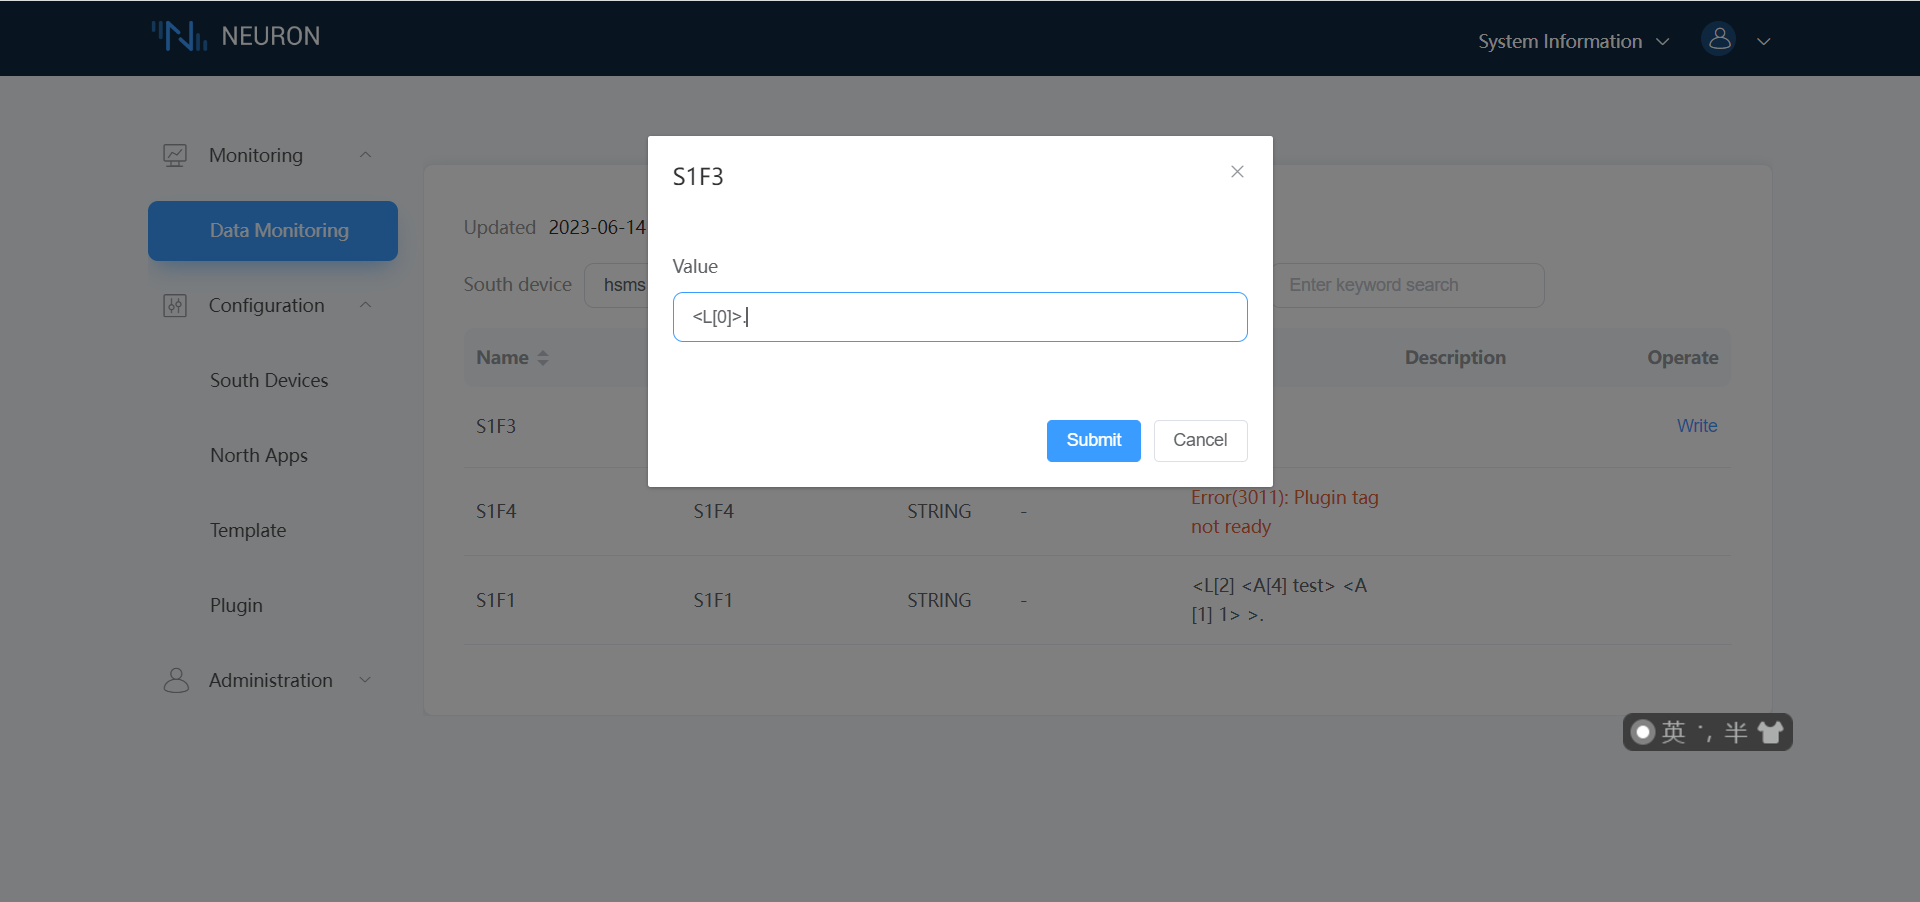 NEURON
System Information
Monitoring
Data Monitoring
Configuration
South Devices
North Apps
Template
Plugin
Administration
Updated 2023-06-14
South device hsms
Enter keyword search
Name Description Operate
S1F3 Write
S1F4 S1F4 STRING - Error(3011): Plugin tag
not ready
S1F1 S1F1 STRING - <L[2] <A[4] test> <A
[1] 1> >.
S1F3
Value
<L[0]>.
Submit Cancel
英 ·, 半